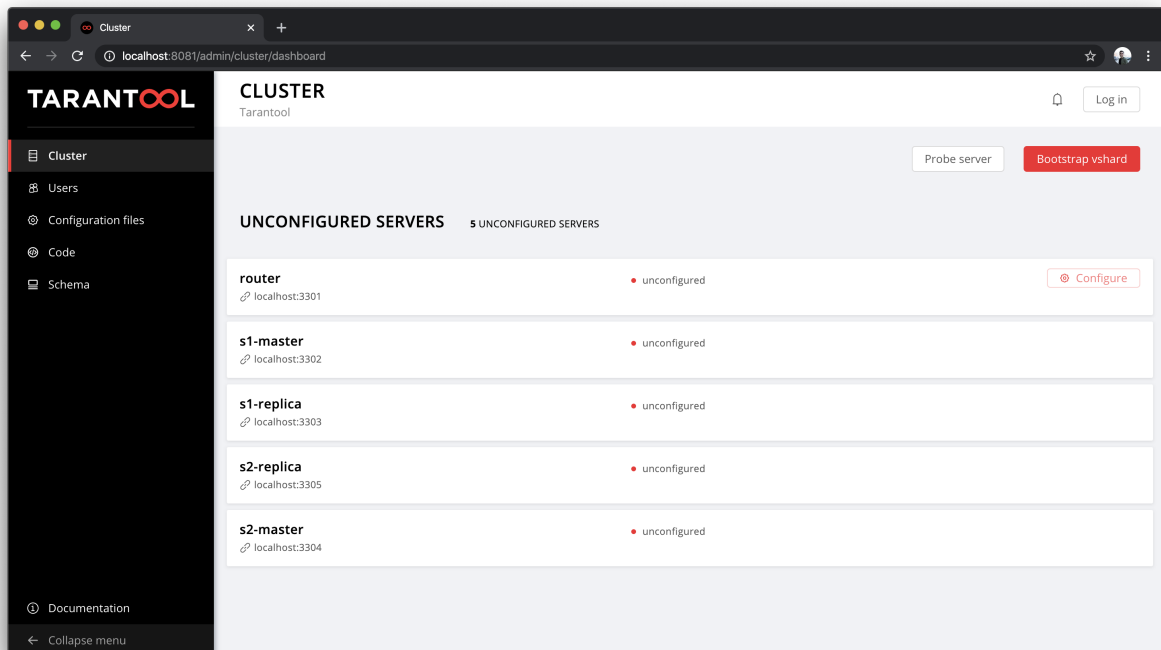 Cluster
localhost:8081/admin/cluster/dashboard
TARANTOOL
Cluster
Users
Configuration files
Code
Schema
Documentation
Collapse menu
CLUSTER
Tarantool
Log in
Probe server
Bootstrap vshard
UNCONFIGURED SERVERS 5 UNCONFIGURED SERVERS
router
unconfigured
Configure
localhost:3301
s1-master
unconfigured
localhost:3302
s1-replica
unconfigured
localhost:3303
s2-replica
unconfigured
localhost:3305
s2-master
unconfigured
localhost:3304